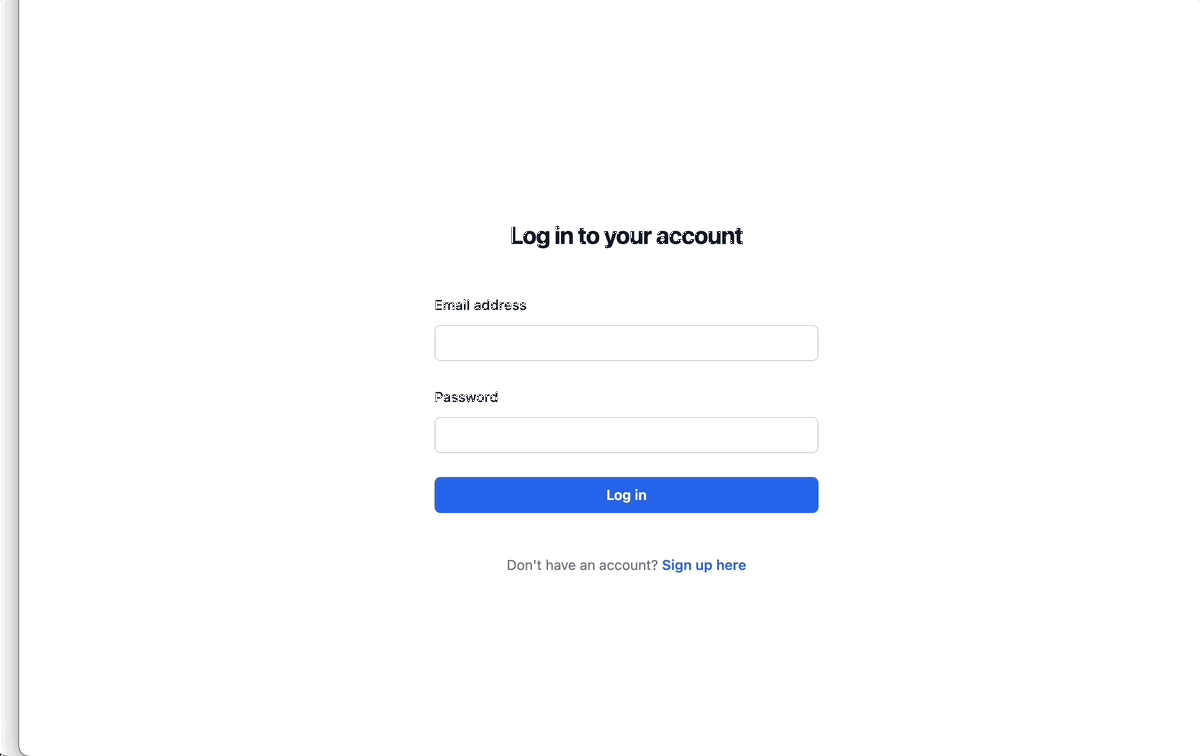 Log in to your account
Email address
Password
Log in
Don't have an account? Sign up here